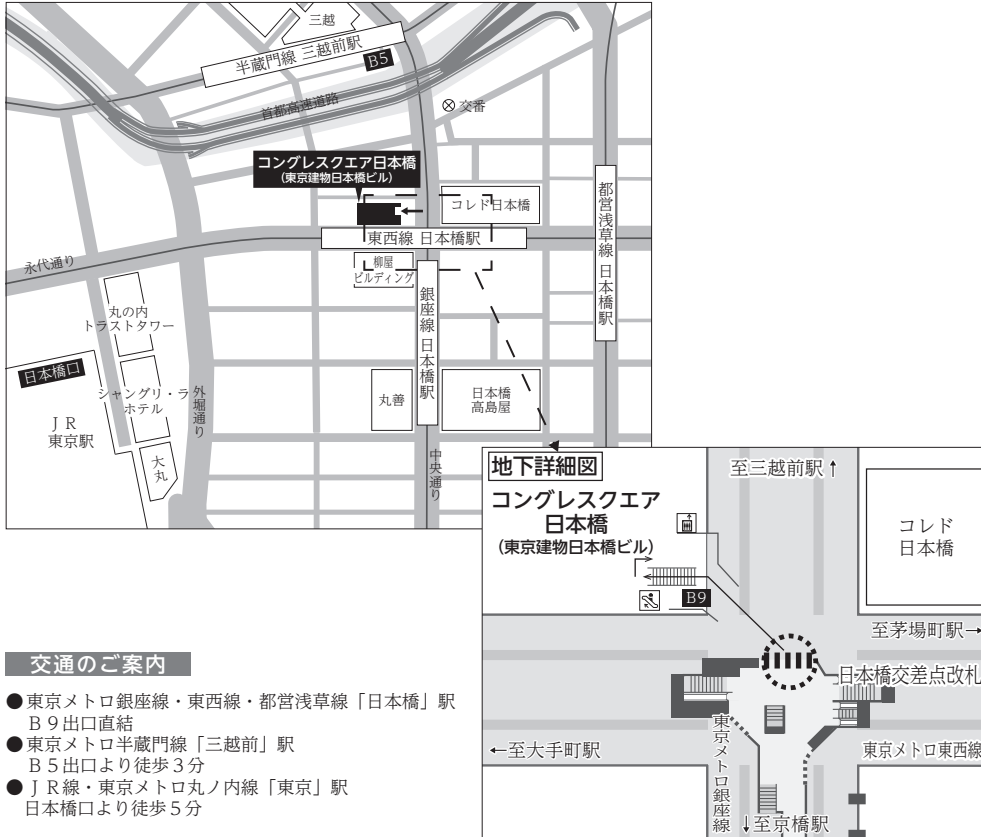 三越
半蔵門線 三越前駅
B5
首都高速道路
交番
コングレスクエア日本橋
(東京建物日本橋ビル)
コレド日本橋
東西線 日本橋駅
都営浅草線 日本橋駅
永代通り
柳屋
ビルディング
銀座線 日本橋駅
丸の内
トラストタワー
日本橋口
シャングリ・ラ
ホテル
外堀通り
丸善
日本橋
高島屋
JR
東京駅
大丸
中央通り
地下詳細図
至三越前駅↑
コングレスクエア
日本橋
(東京建物日本橋ビル)
コレド
日本橋
B9
至茅場町駅→
日本橋交差点改札
←至大手町駅
東京メトロ銀座線
東京メトロ東西線
↓至京橋駅
交通のご案内
●東京メトロ銀座線・東西線・都営浅草線「日本橋」駅
B9出口直結
●東京メトロ半蔵門線「三越前」駅
B5出口より徒歩3分
●JR線・東京メトロ丸ノ内線「東京」駅
日本橋口より徒歩5分